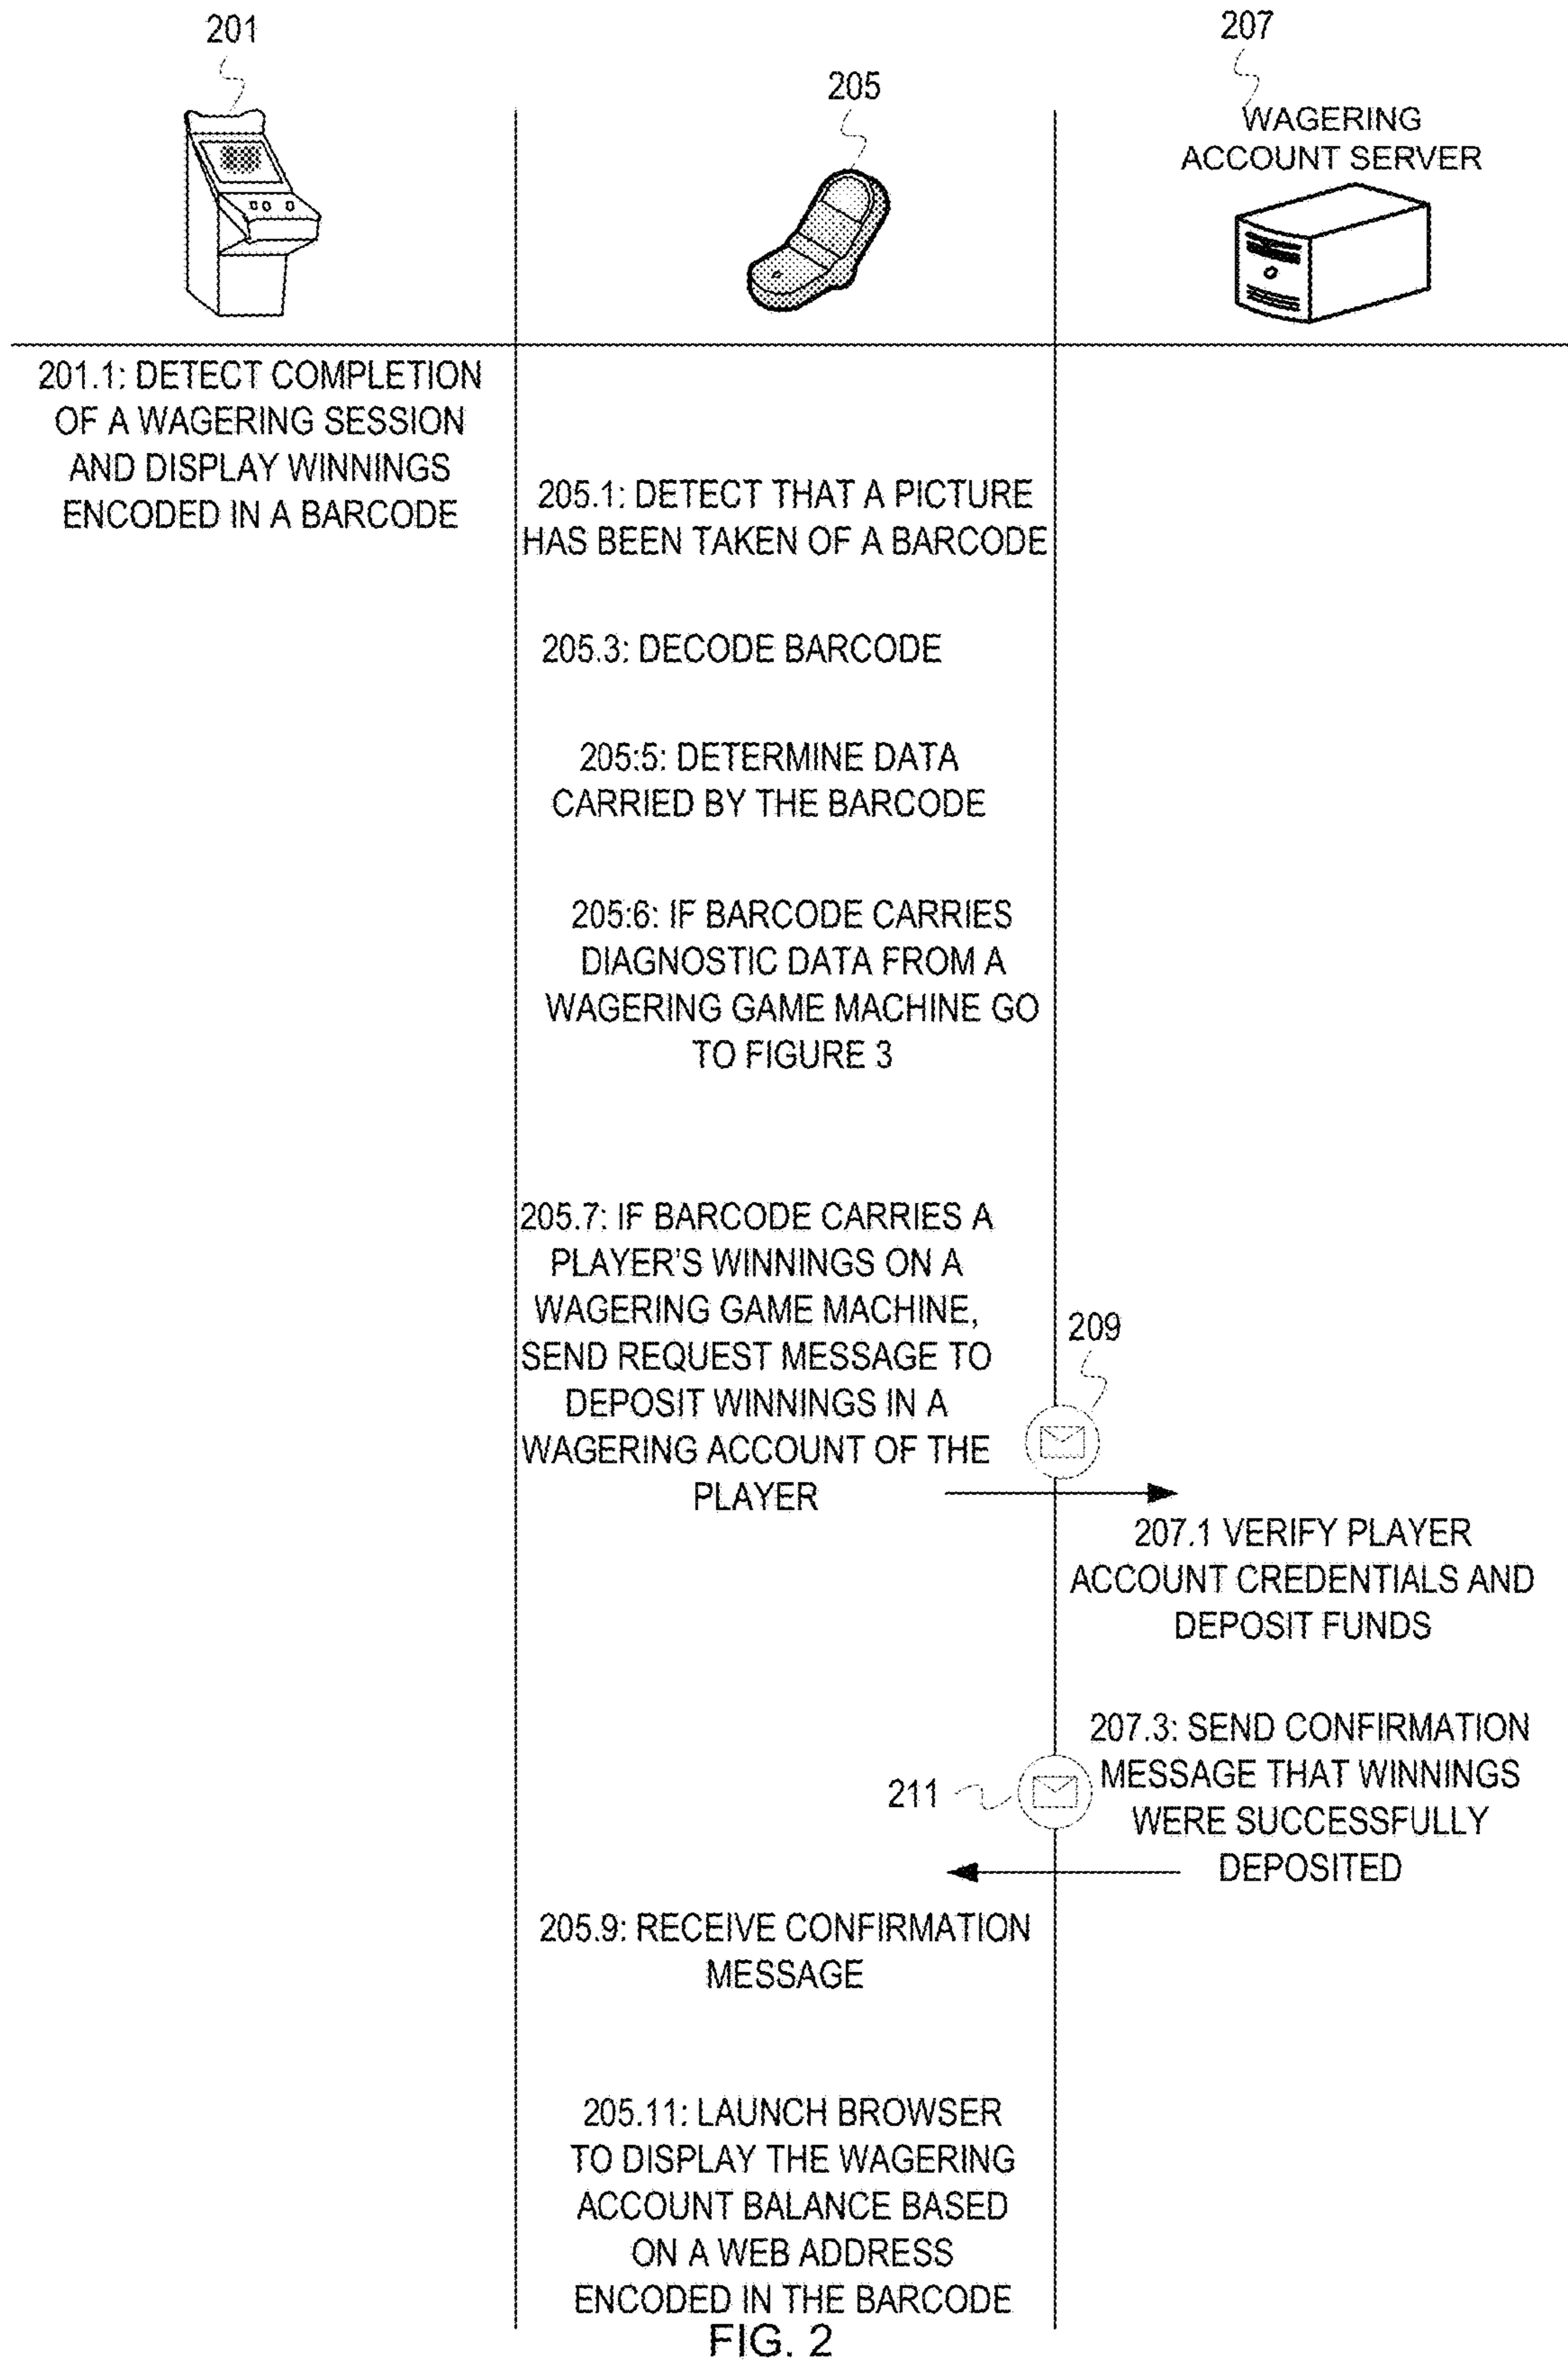 201
205
207
WAGERING
ACCOUNT SERVER
201.1: DETECT COMPLETION
OF A WAGERING SESSION
AND DISPLAY WINNINGS
ENCODED IN A BARCODE
205.1: DETECT THAT A PICTURE
HAS BEEN TAKEN OF A BARCODE
205.3: DECODE BARCODE
205:5: DETERMINE DATA
CARRIED BY THE BARCODE
205:6: IF BARCODE CARRIES
DIAGNOSTIC DATA FROM A
WAGERING GAME MACHINE GO
TO FIGURE 3
205.7: IF BARCODE CARRIES A
PLAYER'S WINNINGS ON A
WAGERING GAME MACHINE,
SEND REQUEST MESSAGE TO
DEPOSIT WINNINGS IN A
WAGERING ACCOUNT OF THE
PLAYER
209
207.1 VERIFY PLAYER
ACCOUNT CREDENTIALS AND
DEPOSIT FUNDS
207.3: SEND CONFIRMATION
MESSAGE THAT WINNINGS
WERE SUCCESSFULLY
DEPOSITED
211
205.9: RECEIVE CONFIRMATION
MESSAGE
205.11: LAUNCH BROWSER
TO DISPLAY THE WAGERING
ACCOUNT BALANCE BASED
ON A WEB ADDRESS
ENCODED IN THE BARCODE
FIG. 2